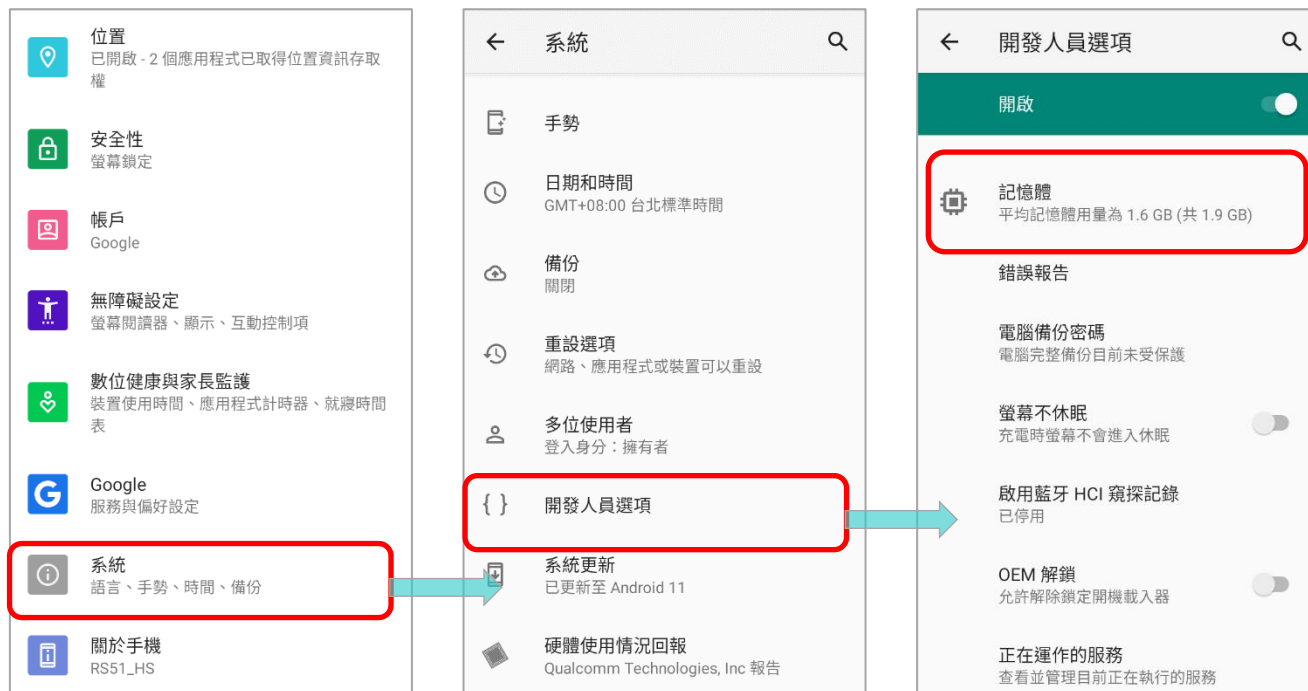 位置
已開啟 - 2 個應用程式已取得位置資訊存取
權
安全性
螢幕鎖定
帳戶
Google
無障礙設定
螢幕閱讀器、顯示、互動控制項
數位健康與家長監護
裝置使用時間、應用程式計時器、就寢時間
表
Google
服務與偏好設定
系統
語言、手勢、時間、備份
關於手機
RS51_HS
系統
手勢
日期和時間
GMT+08:00 台北標準時間
備份
關閉
重設選項
網路、應用程式或裝置可以重設
多位使用者
登入身分：擁有者
開發人員選項
系統更新
已更新至 Android 11
硬體使用情況回報
Qualcomm Technologies, Inc 報告
開發人員選項
開啟
記憶體
平均記憶體用量為 1.6 GB (共 1.9 GB)
錯誤報告
電腦備份密碼
電腦完整備份目前未受保護
螢幕不休眠
充電時螢幕不會進入休眠
啟用藍牙 HCI 窺探記錄
已停用
OEM 解鎖
允許解除鎖定開機載入器
正在運作的服務
查看並管理目前正在執行的服務